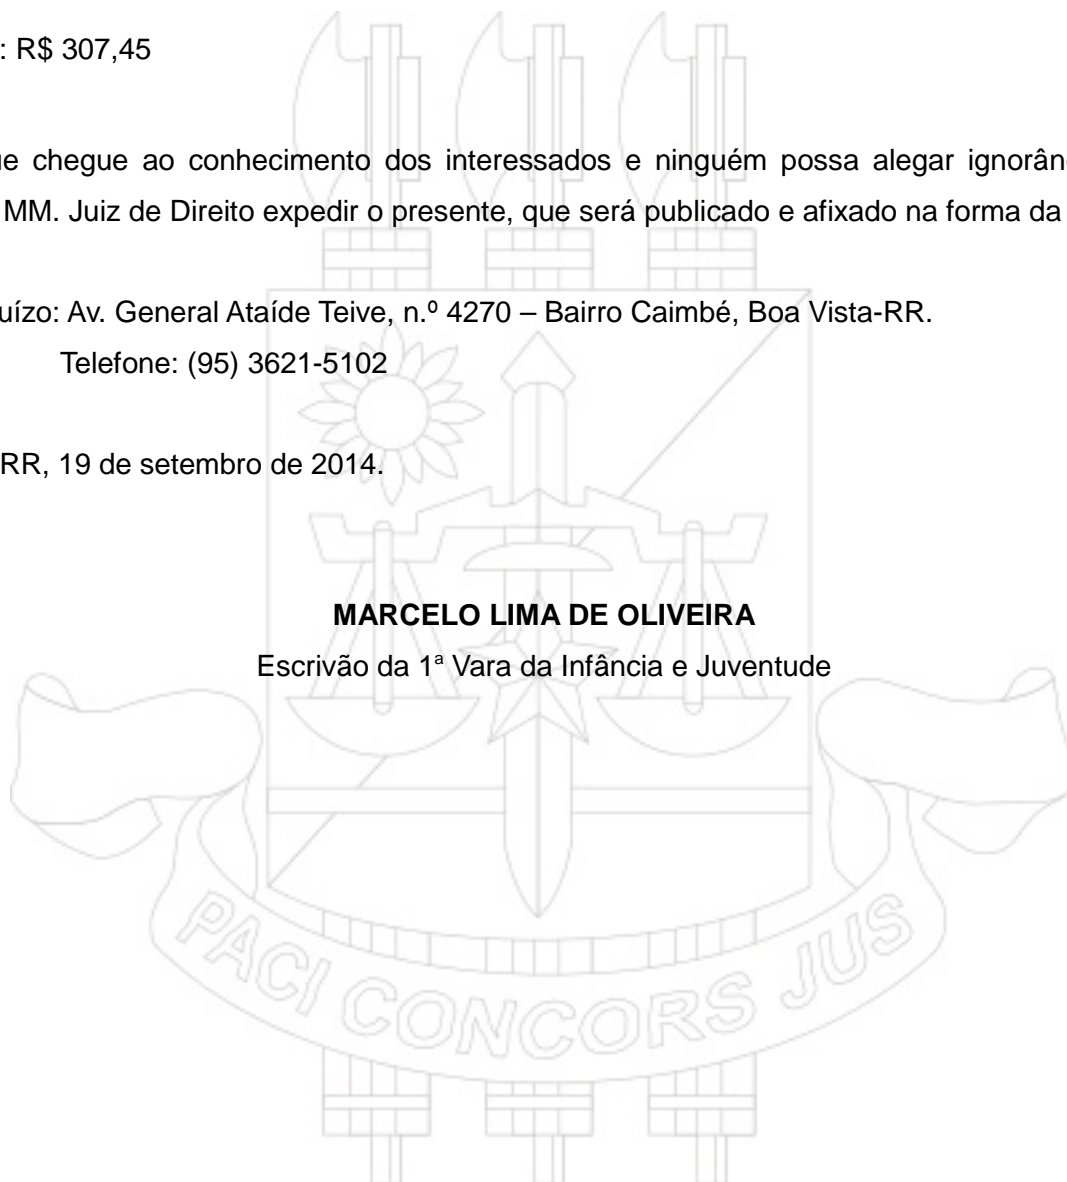 : R$ 307,45
ue chegue ao conhecimento dos interessados e ninguém possa alegar ignorân
MM. Juiz de Direito expedir o presente, que será publicado e afixado na forma da
uízo: Av. General Ataíde Teive, n.º 4270 – Bairro Caimbé, Boa Vista-RR.
Telefone: (95) 3621-5102
RR, 19 de setembro de 2014.
MARCELO LIMA DE OLIVEIRA
Escrivão da 1ª Vara da Infância e Juventude
PACI CONCORS JUS